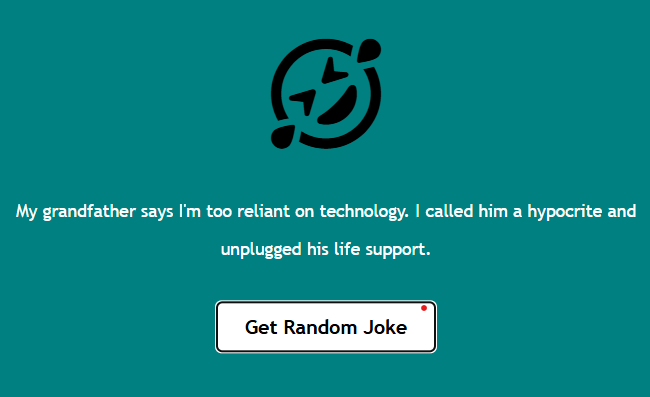 My grandfather says I'm too reliant on technology. I called him a hypocrite and
unplugged his life support.
Get Random Joke